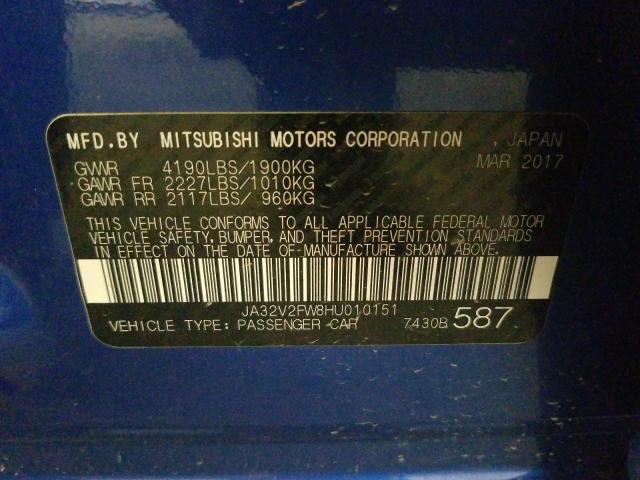 MFD.BY MITSUBISHI MOTORS CORPORATION , JAPAN
GVWR 4190LBS/1900KG MAR 2017
GAWR FR 2227LBS/1010KG
GAWR RR 2117LBS/ 960KG
THIS VEHICLE CONFORMS TO ALL APPLICABLE FEDERAL MOTOR
VEHICLE SAFETY, BUMPER, AND THEFT PREVENTION STANDARDS
IN EFFECT ON THE DATE OF MANUFACTURE SHOWN ABOVE.
JA32V2FW8HU010151
VEHICLE TYPE: PASSENGER CAR 7430B 587